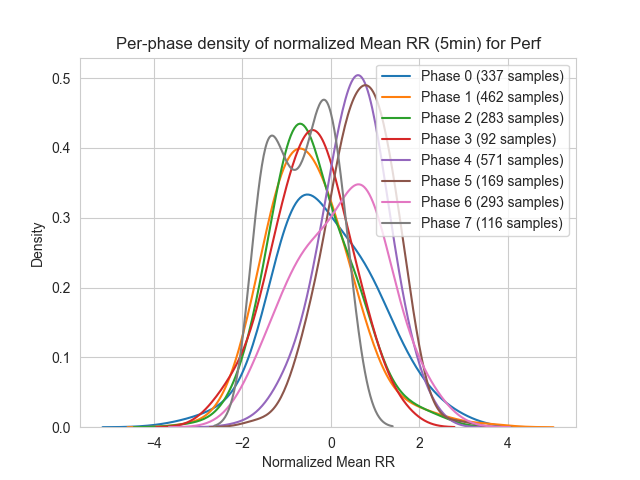 Per-phase density of normalized Mean RR (5min) for Perf
Density
0.5
0.4
0.3
0.2
0.1
0.0
Phase 0 (337 samples)
Phase 1 (462 samples)
Phase 2 (283 samples)
Phase 3 (92 samples)
Phase 4 (571 samples)
Phase 5 (169 samples)
Phase 6 (293 samples)
Phase 7 (116 samples)
−4 −2 0 2 4
Normalized Mean RR